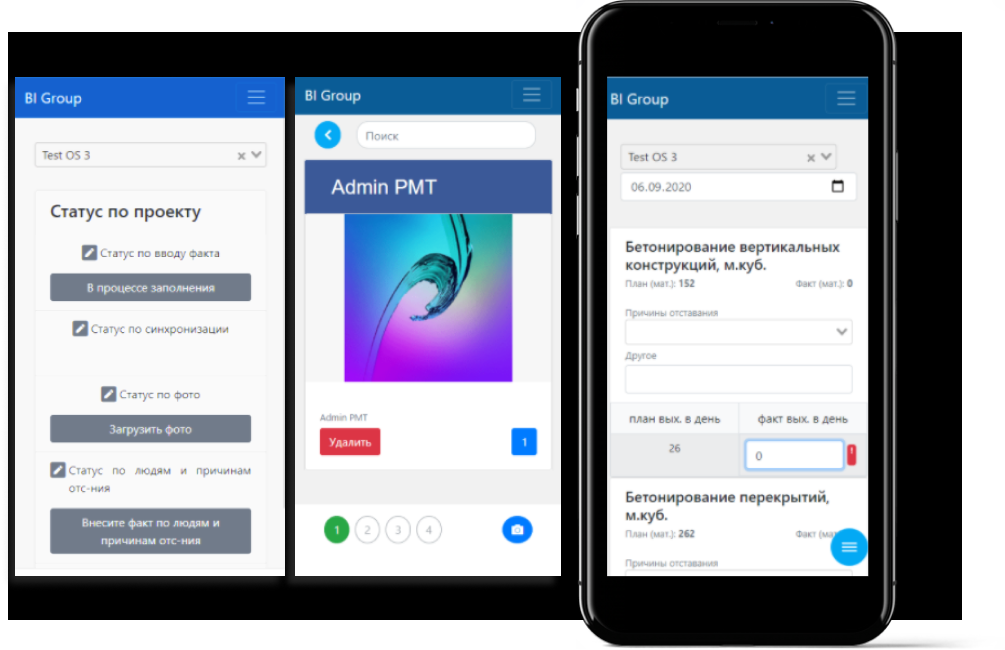 BI Group
Test OS 3
Статус по проекту
Статус по вводу факта
В процессе заполнения
Статус по синхронизации
Статус по фото
Загрузить фото
Статус по людям и причинам
отс-ния
Внесите факт по людям и
причинам отс-ния
BI Group
Поиск
Admin PMT
Admin PMT
Удалить
1
1 2 3 4
BI Group
Test OS 3
06.09.2020
Бетонирование вертикальных
конструкций, м.куб.
План (мат.): 152 Факт (мат.): 0
Причины отставания
Другое
план вых. в день факт вых. в день
26 0 !
Бетонирование перекрытий,
м.куб.
План (мат.): 262 Факт (мат
Причины отставания